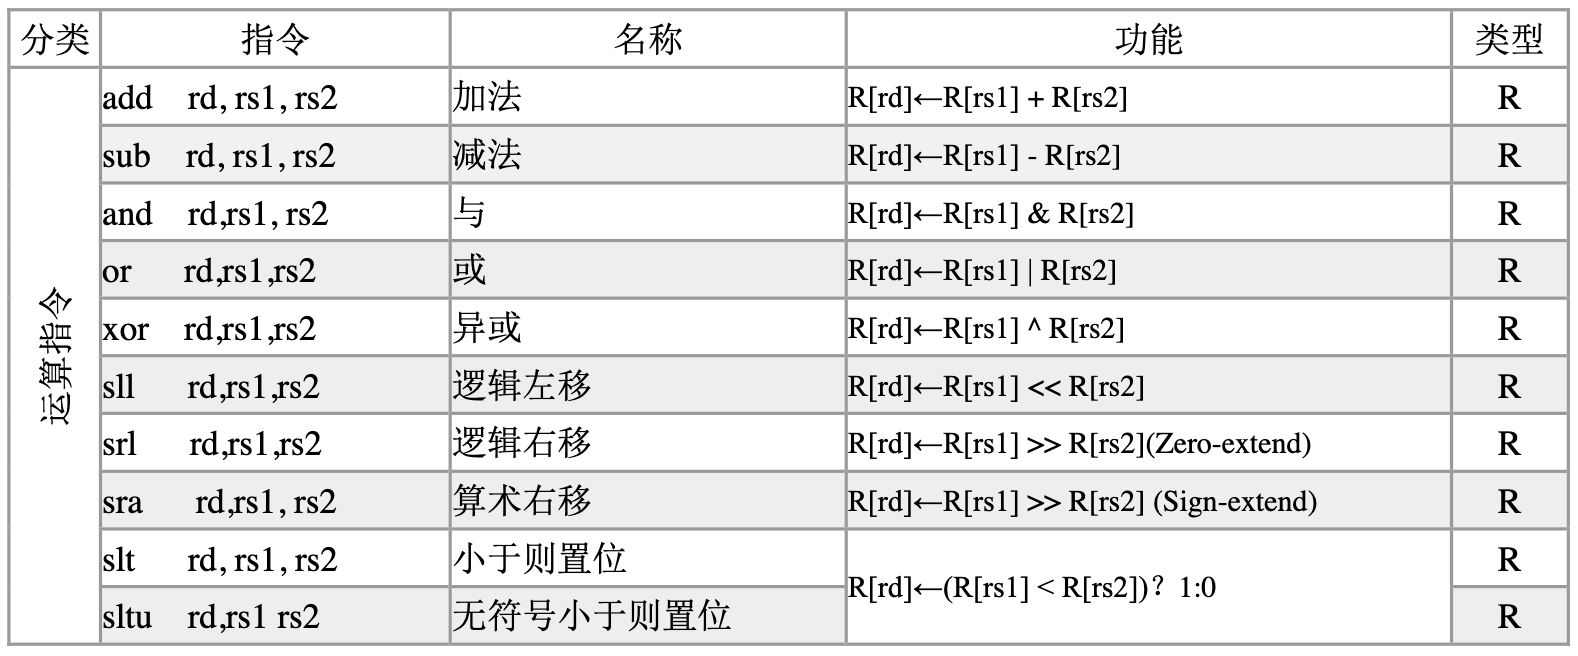 分类 指令 名称 功能 类型
运算指令
add rd, rs1, rs2 加法 R[rd]←R[rs1] + R[rs2] R
sub rd, rs1, rs2 减法 R[rd]←R[rs1] - R[rs2] R
and rd,rs1, rs2 与 R[rd]←R[rs1] & R[rs2] R
or rd,rs1,rs2 或 R[rd]←R[rs1] | R[rs2] R
xor rd,rs1,rs2 异或 R[rd]←R[rs1] ^ R[rs2] R
sll rd,rs1,rs2 逻辑左移 R[rd]←R[rs1] << R[rs2] R
srl rd,rs1,rs2 逻辑右移 R[rd]←R[rs1] >> R[rs2](Zero-extend) R
sra rd,rs1, rs2 算术右移 R[rd]←R[rs1] >> R[rs2] (Sign-extend) R
slt rd, rs1, rs2 小于则置位 R[rd]←(R[rs1] < R[rs2])？1:0 R
sltu rd,rs1 rs2 无符号小于则置位 R